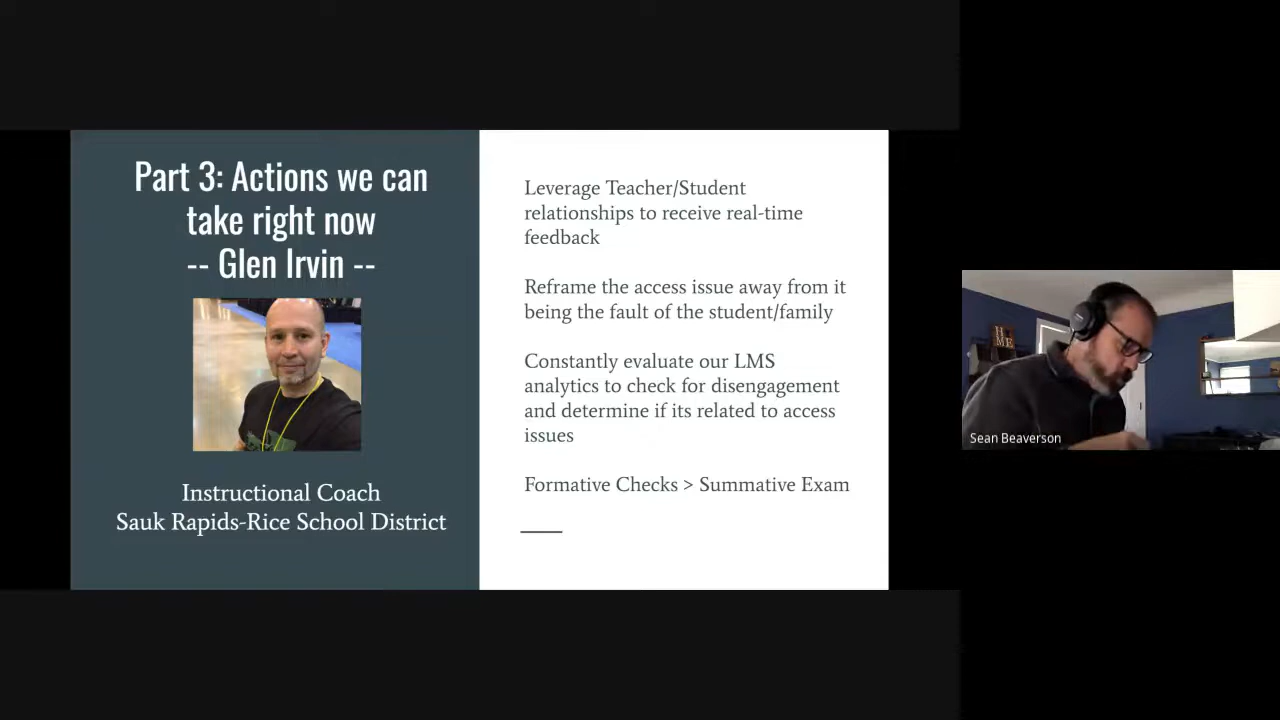 Part 3: Actions we can
take right now
-- Glen Irvin --
Instructional Coach
Sauk Rapids-Rice School District
Leverage Teacher/Student
relationships to receive real-time
feedback
Reframe the access issue away from it
being the fault of the student/family
Constantly evaluate our LMS
analytics to check for disengagement
and determine if its related to access
issues
Formative Checks > Summative Exam
Sean Beaverson